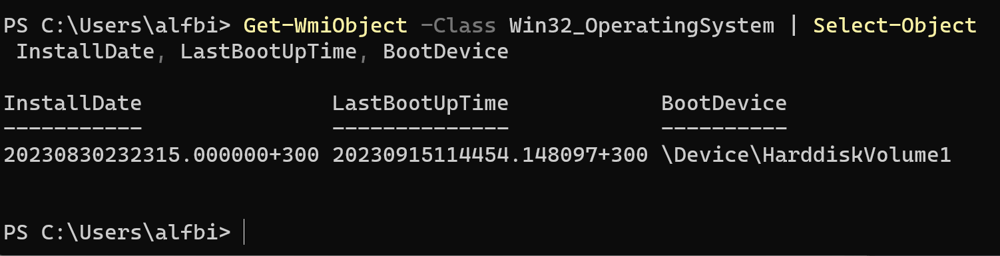 PS C:\Users\alfbi> Get-WmiObject -Class Win32_OperatingSystem | Select-Object
InstallDate, LastBootUpTime, BootDevice
InstallDate LastBootUpTime BootDevice
----------- -------------- ----------
20230830232315.000000+300 20230915114454.148097+300 \Device\HarddiskVolume1
PS C:\Users\alfbi>